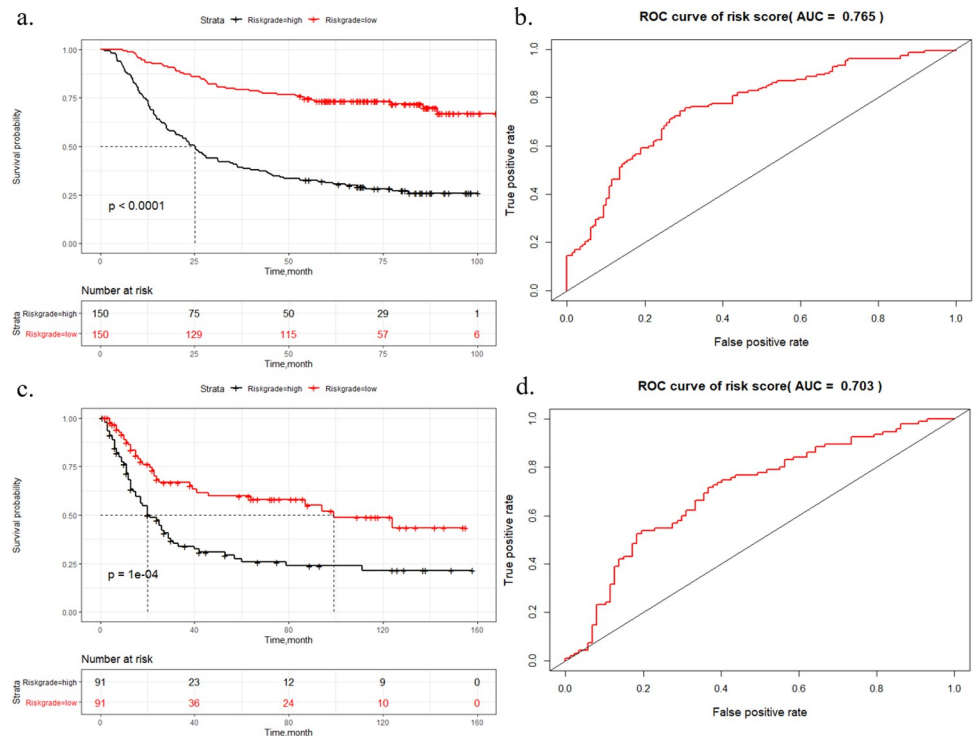 a.
Strata Riskgrade=high Riskgrade=low
1.00
0.75
0.50
0.25
0.00
Survival probability
p < 0.0001
0 25 50 75 100
Time,month
Number at risk
Strata
Riskgrade=high 150 75 50 29 1
Riskgrade=low 150 129 115 57 6
0 25 50 75 100
Time,month
b.
ROC curve of risk score( AUC = 0.765 )
True positive rate
1.0
0.8
0.6
0.4
0.2
0.0
0.0 0.2 0.4 0.6 0.8 1.0
False positive rate
c.
Strata Riskgrade=high Riskgrade=low
1.00
0.75
0.50
0.25
0.00
Survival probability
p = 1e-04
0 40 80 120 160
Time,month
Number at risk
Strata
Riskgrade=high 91 23 12 9 0
Riskgrade=low 91 36 24 10 0
0 40 80 120 160
Time,month
d.
ROC curve of risk score( AUC = 0.703 )
True positive rate
1.0
0.8
0.6
0.4
0.2
0.0
0.0 0.2 0.4 0.6 0.8 1.0
False positive rate